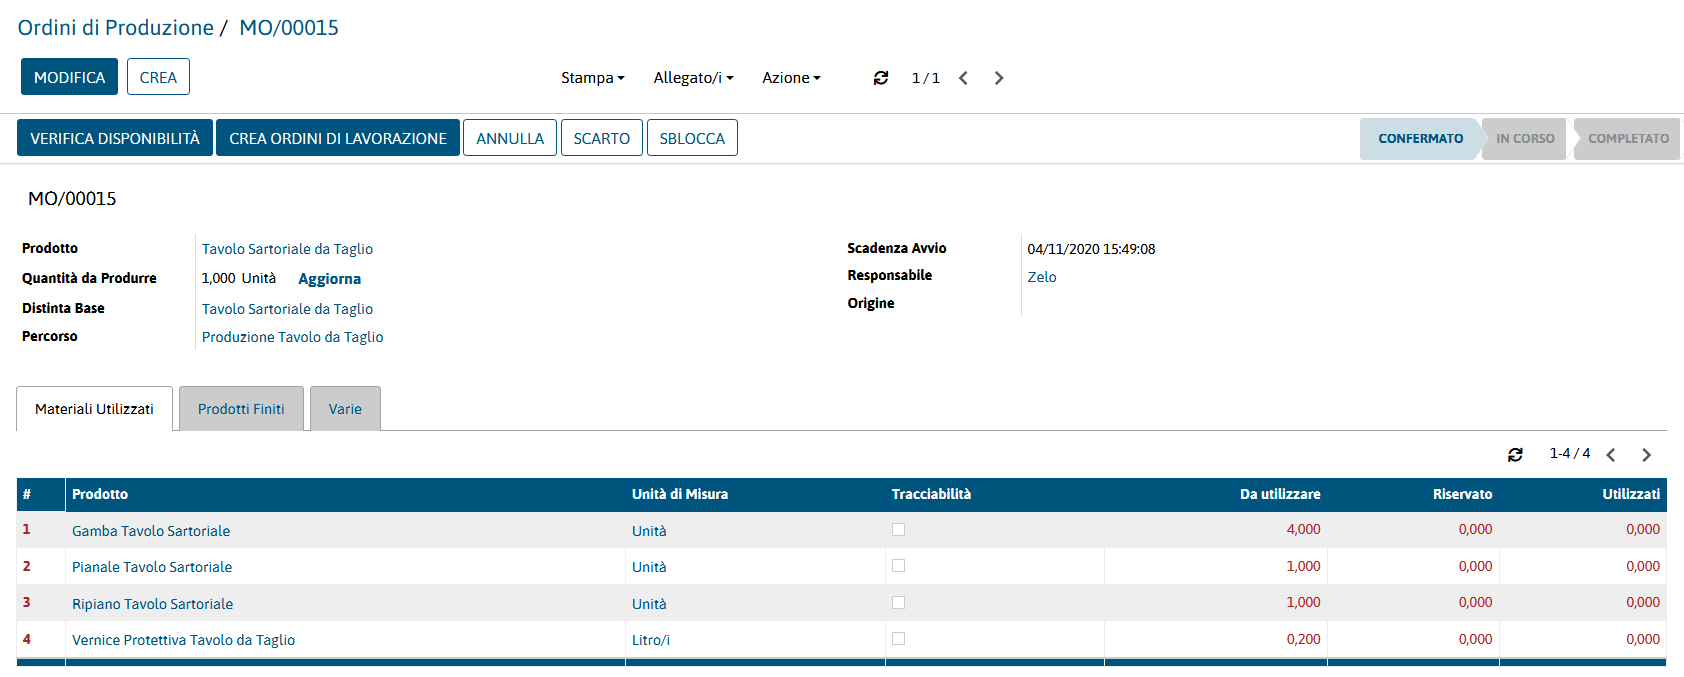 Ordini di Produzione / MO/00015
MODIFICA CREA Stampa Allegato/i Azione 1 / 1
VERIFICA DISPONIBILITÀ CREA ORDINI DI LAVORAZIONE ANNULLA SCARTO SBLOCCA CONFERMATO IN CORSO COMPLETATO
MO/00015
Prodotto Tavolo Sartoriale da Taglio Scadenza Avvio 04/11/2020 15:49:08
Quantità da Produrre 1,000 Unità Aggiorna Responsabile Zelo
Distinta Base Tavolo Sartoriale da Taglio Origine
Percorso Produzione Tavolo da Taglio
Materiali Utilizzati Prodotti Finiti Varie
1-4 / 4
# Prodotto Unità di Misura Tracciabilità Da utilizzare Riservato Utilizzati
1 Gamba Tavolo Sartoriale Unità 4,000 0,000 0,000
2 Pianale Tavolo Sartoriale Unità 1,000 0,000 0,000
3 Ripiano Tavolo Sartoriale Unità 1,000 0,000 0,000
4 Vernice Protettiva Tavolo da Taglio Litro/i 0,200 0,000 0,000